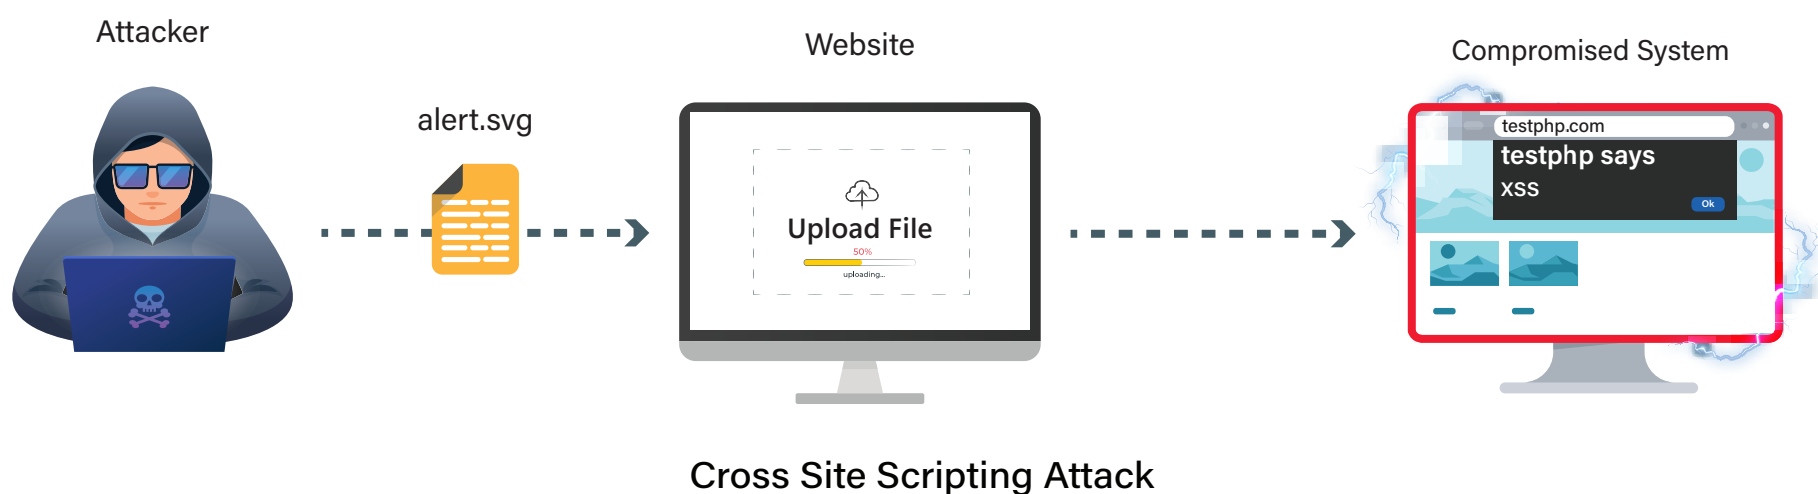 Attacker
alert.svg
Website
Upload File
50%
uploading...
Compromised System
testphp.com
testphp says
xss
Ok
Cross Site Scripting Attack